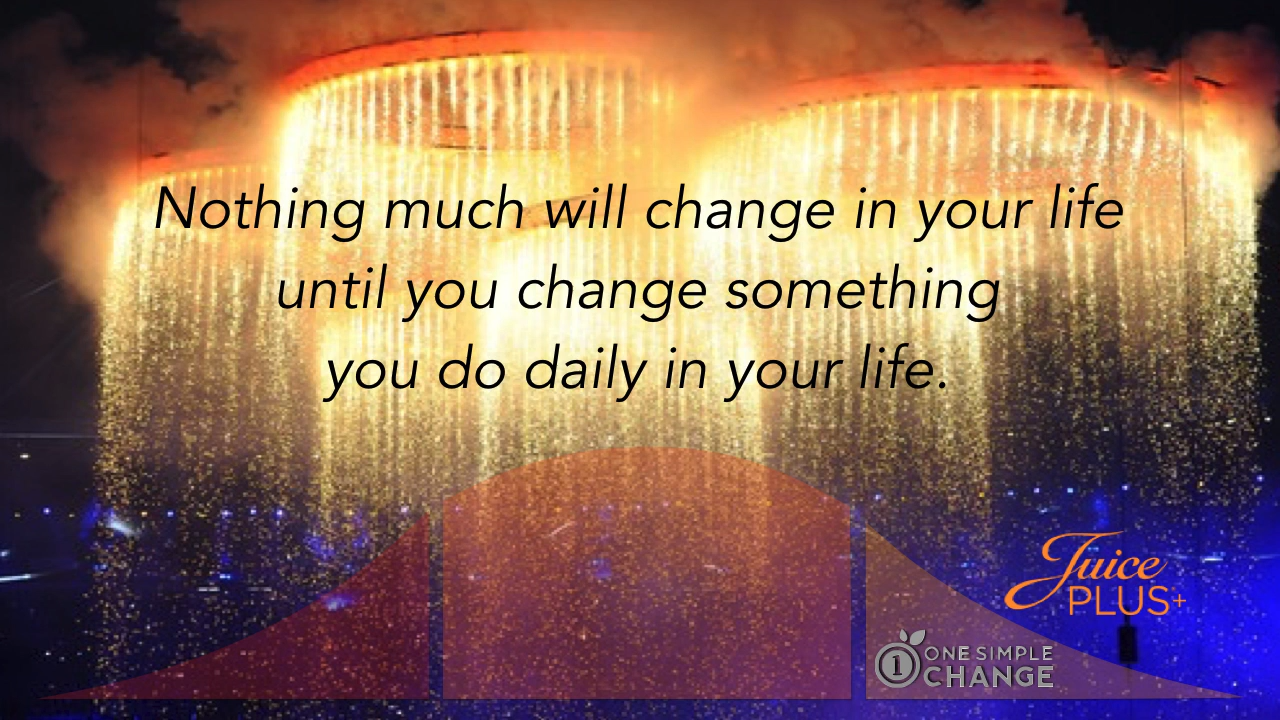 Nothing much will change in your life
until you change something
you do daily in your life.
Juice
PLUS+
1
ONE SIMPLE
CHANGE